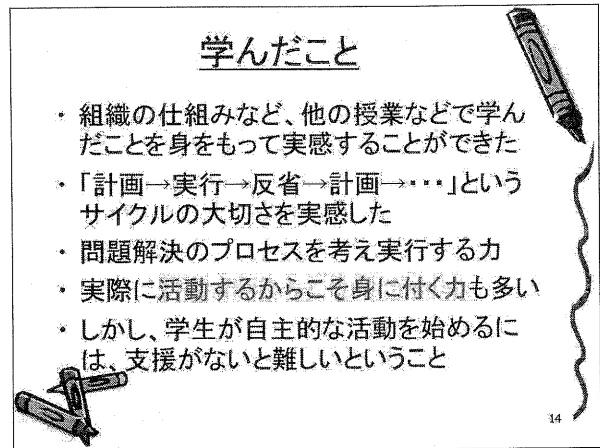 学んだこと
・組織の仕組みなど、他の授業などで学ん
だことを身をもって実感することができた
・「計画→実行→反省→計画→・・・」という
サイクルの大切さを実感した
・問題解決のプロセスを考え実行する力
・実際に活動するからこそ身に付く力も多い
・しかし、学生が自主的な活動を始めるに
は、支援がないと難しいということ
14